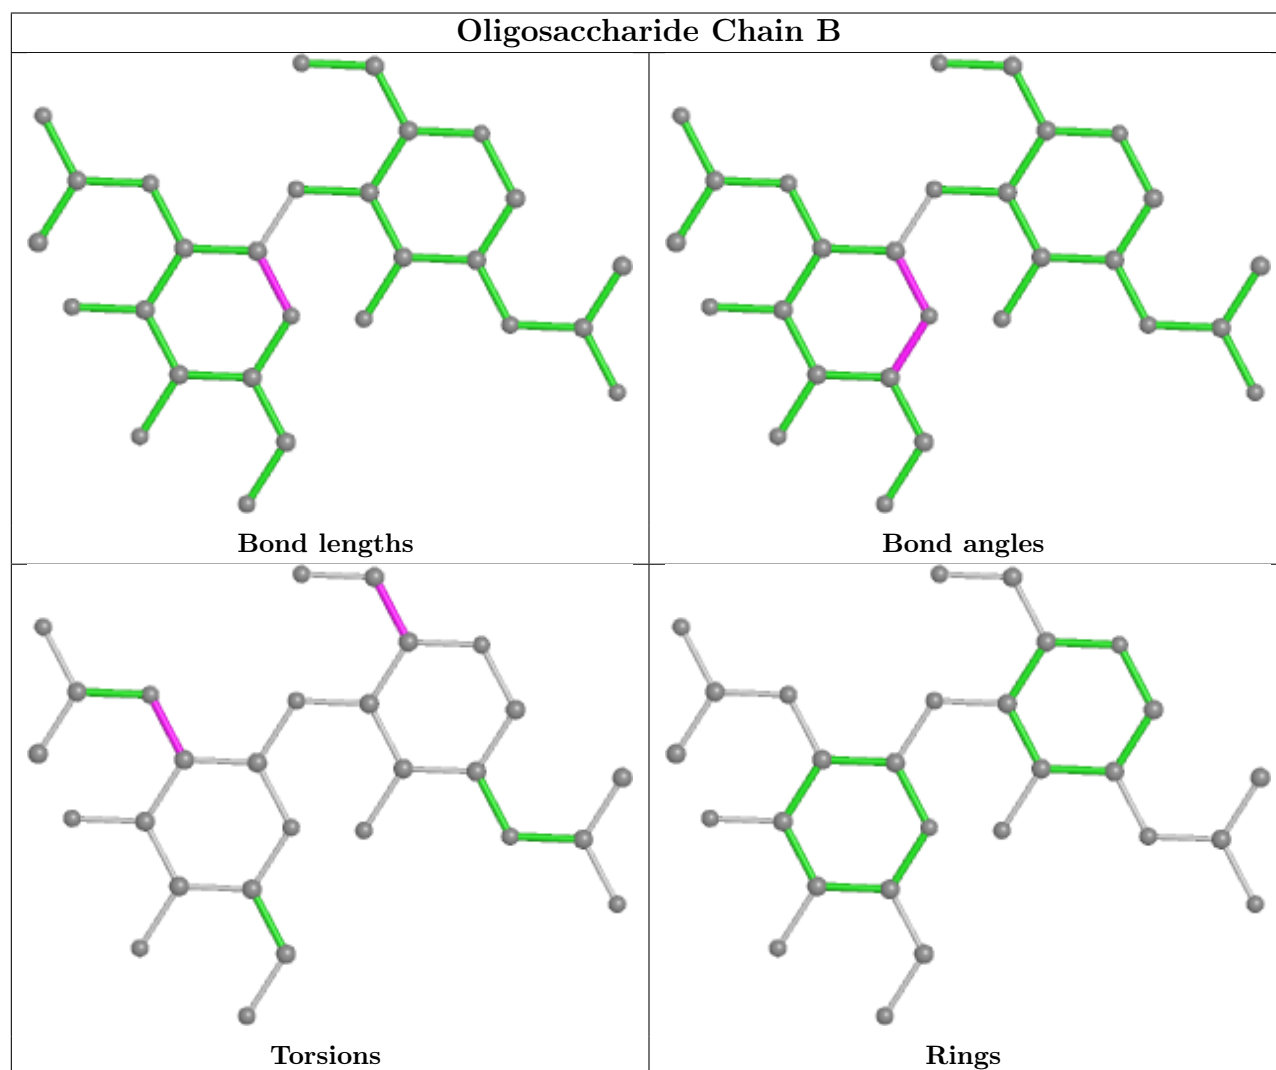 Oligosaccharide Chain B
Bond lengths
Bond angles
Torsions
Rings